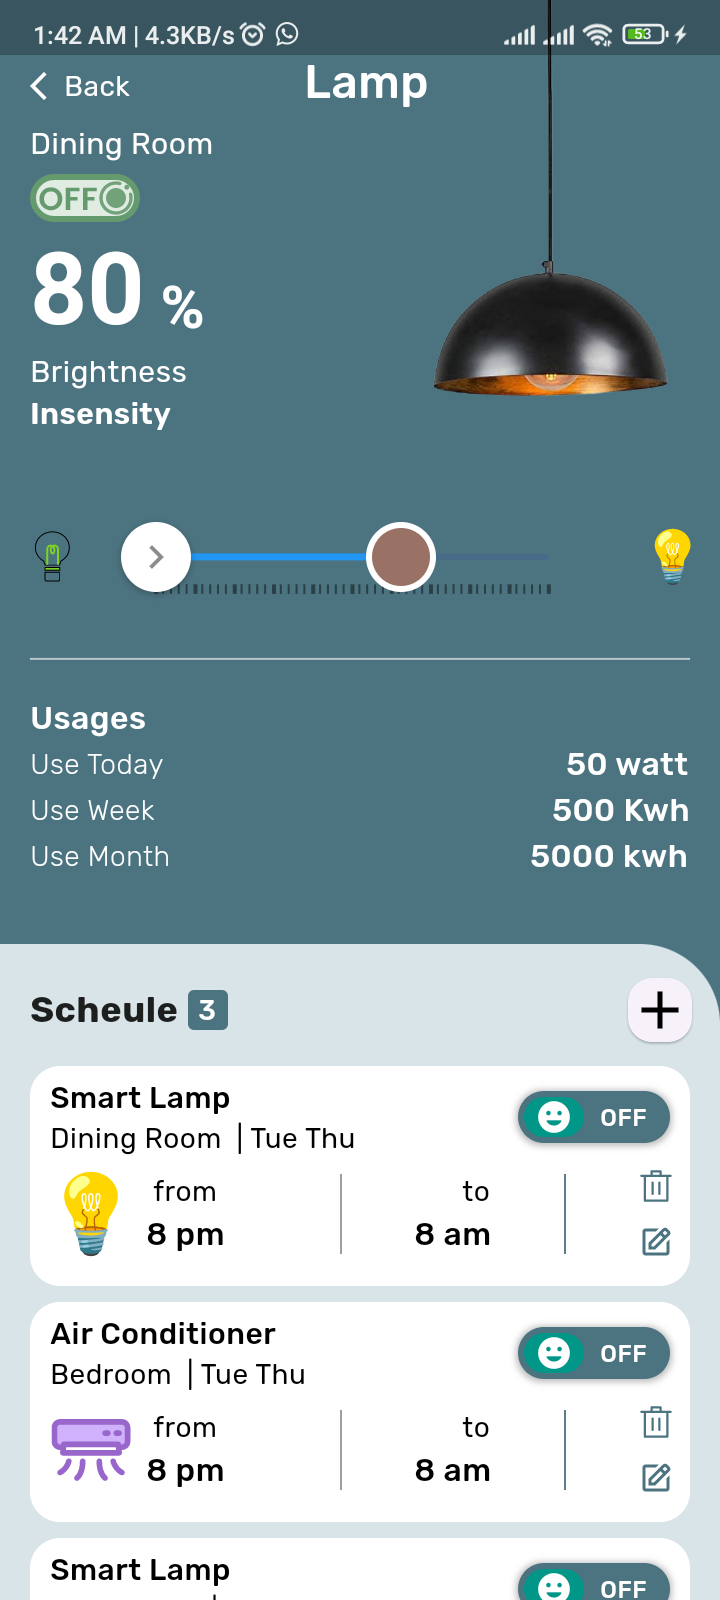 1:42 AM | 4.3KB/s 53
Back Lamp
Dining Room
OFF
80 %
Brightness
Insensity
Usages
Use Today 50 watt
Use Week 500 Kwh
Use Month 5000 kwh
Scheule 3
Smart Lamp
OFF
Dining Room | Tue Thu
from to
8 pm 8 am
Air Conditioner
OFF
Bedroom | Tue Thu
from to
8 pm 8 am
Smart Lamp
OFF